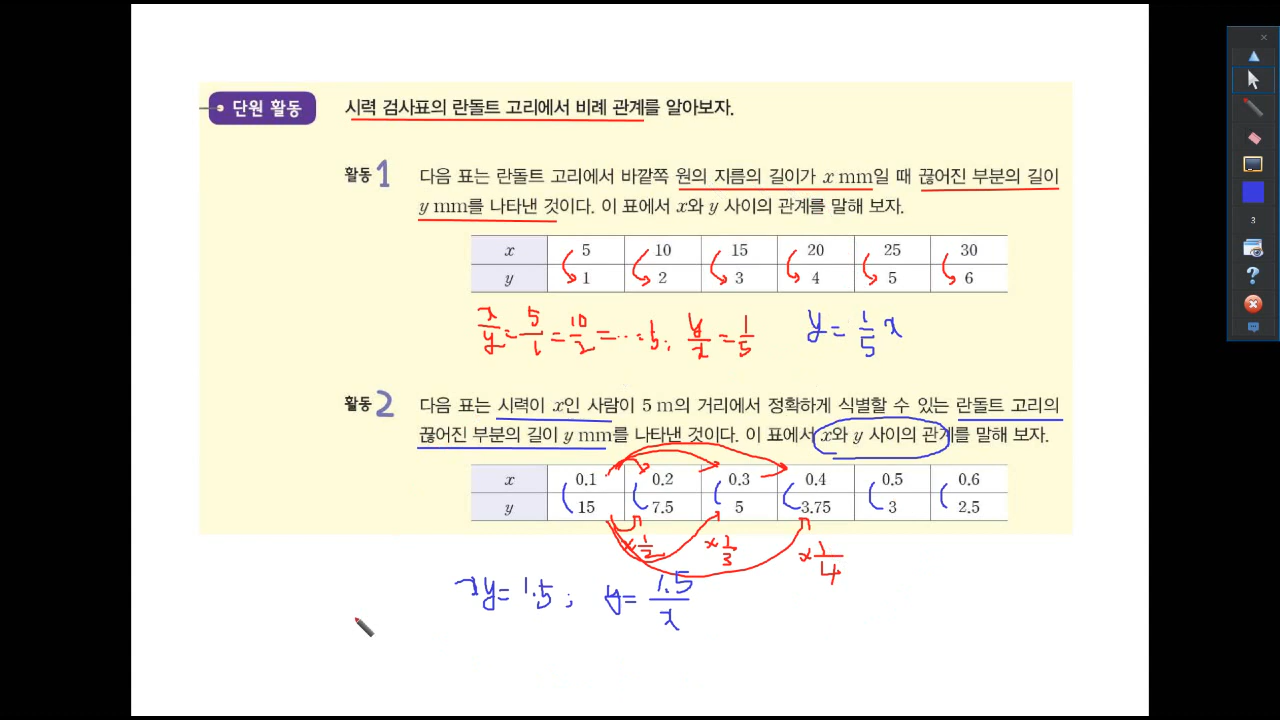 단원 활동 시력 검사표의 란돌트 고리에서 비례 관계를 알아보자.
활동 1 다음 표는 란돌트 고리에서 바깥쪽 원의 지름의 길이가 x mm일 때 끊어진 부분의 길이
y mm를 나타낸 것이다. 이 표에서 x와 y 사이의 관계를 말해 보자.
x 5 10 15 20 25 30
y 1 2 3 4 5 6
x/y = 5/1 = 10/2 = ... = 5, y/x = 1/5 y = 1/5 x
활동 2 다음 표는 시력이 x인 사람이 5 m의 거리에서 정확하게 식별할 수 있는 란돌트 고리의
끊어진 부분의 길이 y mm를 나타낸 것이다. 이 표에서 x와 y 사이의 관계를 말해 보자.
x 0.1 0.2 0.3 0.4 0.5 0.6
y 15 7.5 5 3.75 3 2.5
×1/2 ×1/3 ×1/4
xy = 1.5 ; y = 1.5/x
3
?